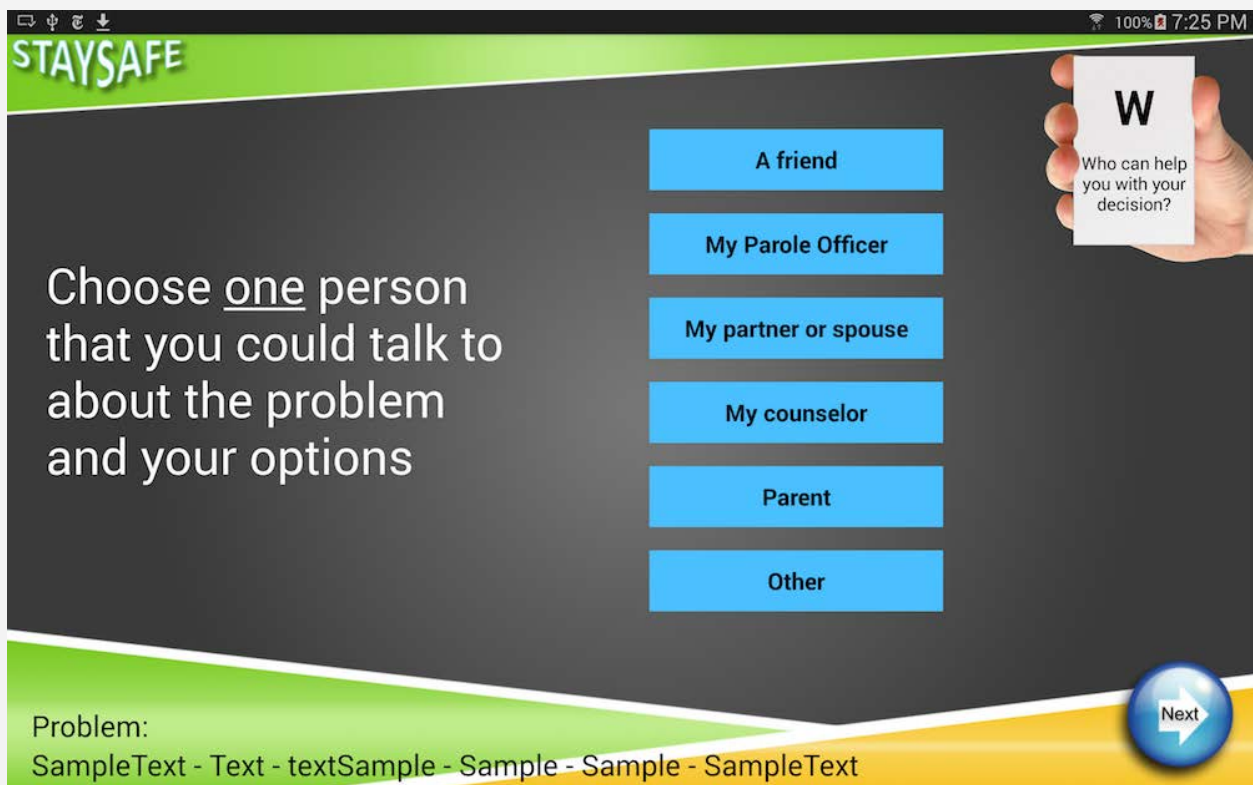 100% 7:25 PM
STAYSAFE
W
Who can help
you with your
decision?
Choose one person
that you could talk to
about the problem
and your options
A friend
My Parole Officer
My partner or spouse
My counselor
Parent
Other
Problem:
SampleText - Text - textSample - Sample - Sample - SampleText
Next